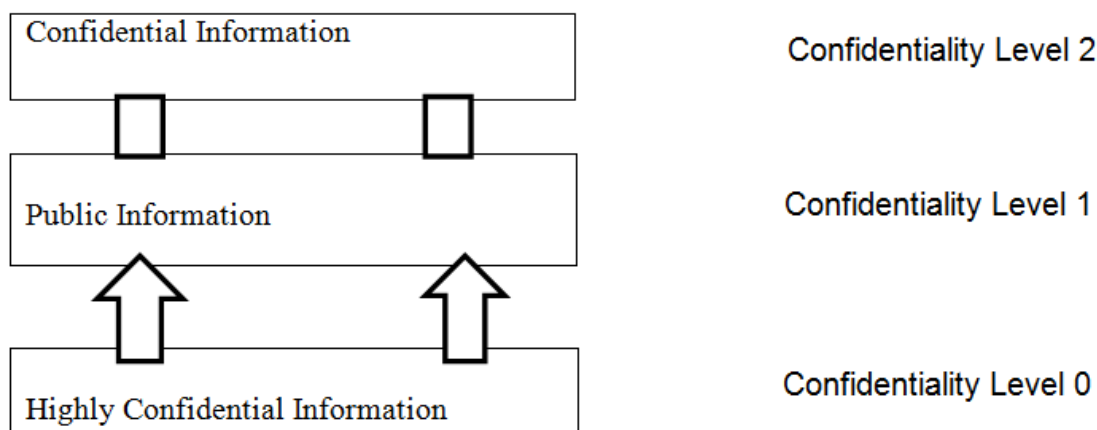 Confidential Information
Confidentiality Level 2
Public Information
Confidentiality Level 1
Highly Confidential Information
Confidentiality Level 0